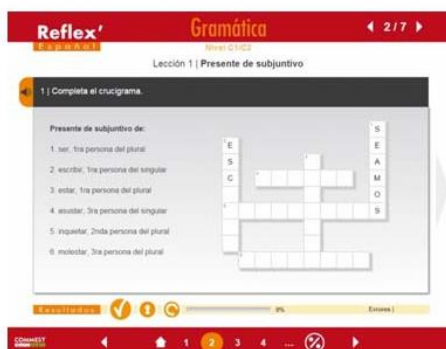 Reflex'
Español
Gramática
Nivel C1/C2
2/7
Lección 1 | Presente de subjuntivo
1 | Completa el crucigrama.
Presente de subjuntivo de:
1. ser, 1ra persona del plural
2. escribir, 1ra persona del singular
3. estar, 1ra persona del plural
4. asustar, 3ra persona del singular
5. inquietar, 2nda persona del plural
6. molestar, 3ra persona del plural
S
E
A
M
O
S
E
S
C
Resultados
0%
Errores |
COMMEST
1 2 3 4 ...